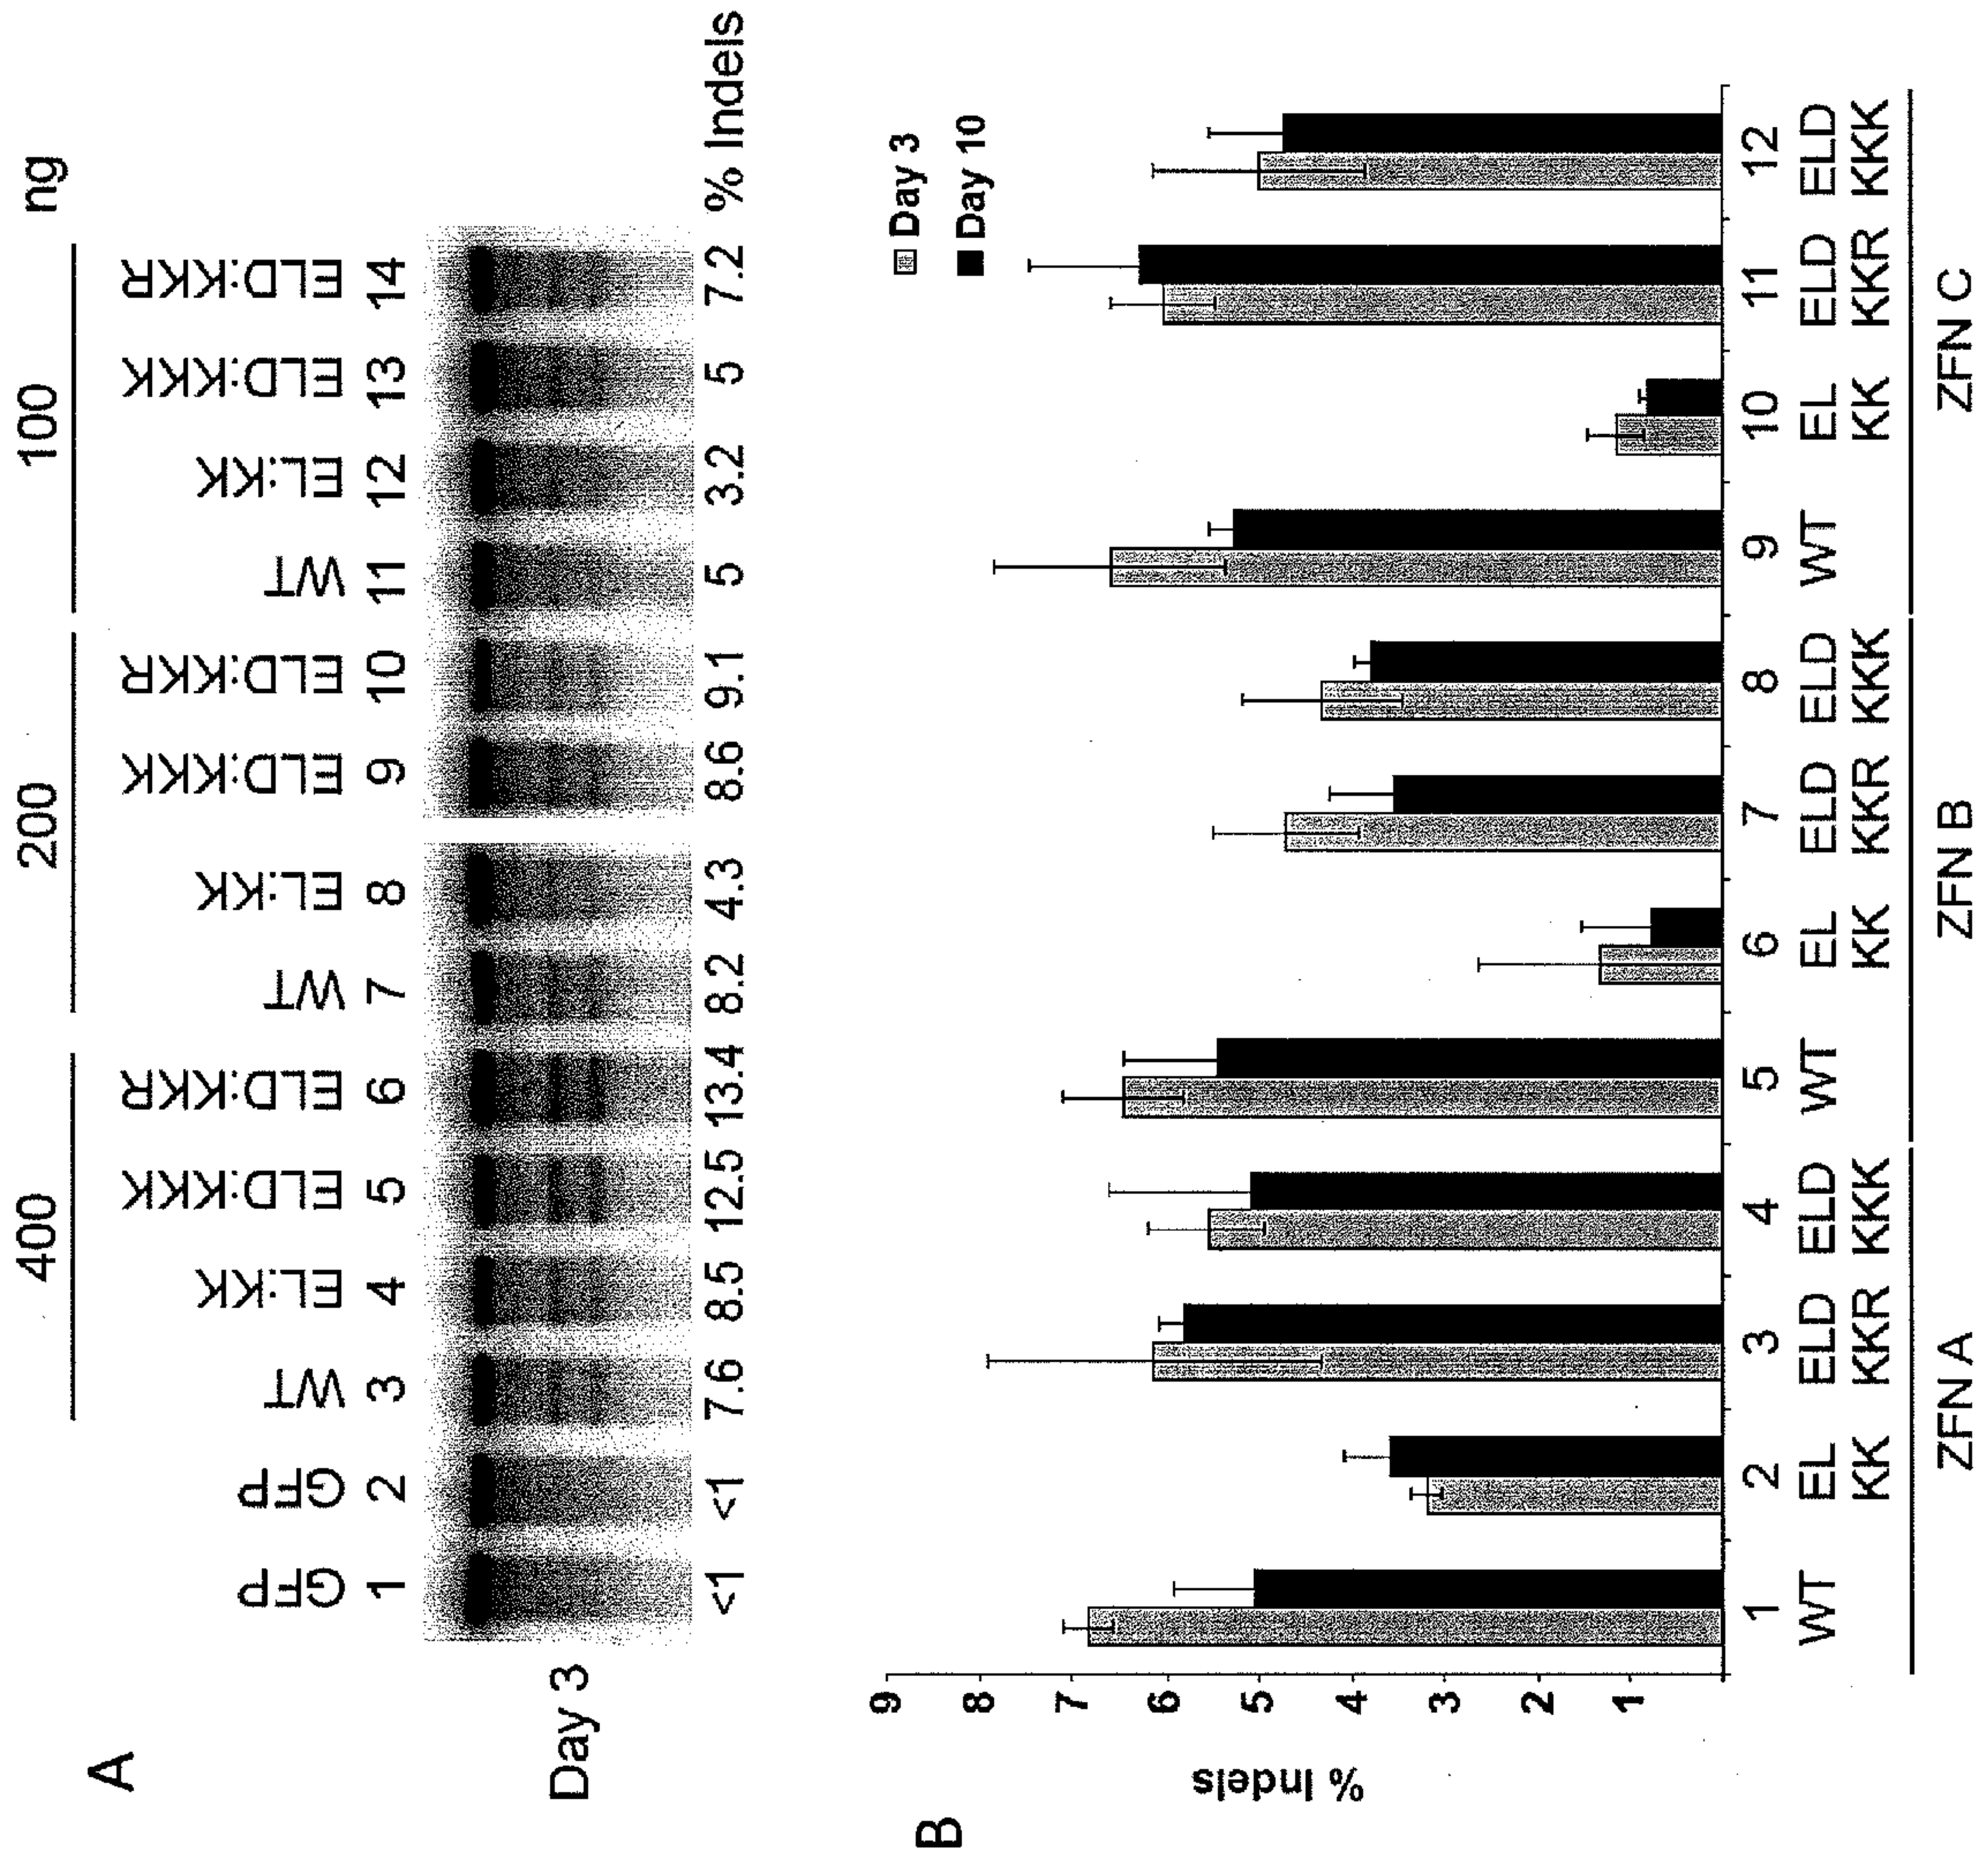 A
400 200 100 ng
GFP GFP WT EL:KK ELD:KKK ELD:KKR WT EL:KK ELD:KKK ELD:KKR WT EL:KK ELD:KKK ELD:KKR
1 2 3 4 5 6 7 8 9 10 11 12 13 14
Day 3
<1 <1 7.6 8.5 12.5 13.4 8.2 4.3 8.6 9.1 5 3.2 5 7.2 % Indels
B
Day 3
Day 10
% Indels
9
8
7
6
5
4
3
2
1
1 2 3 4 5 6 7 8 9 10 11 12
WT EL ELD ELD WT EL ELD ELD WT EL ELD ELD
KK KKR KKK KK KKR KKK KK KKR KKK
ZFN A ZFN B ZFN C